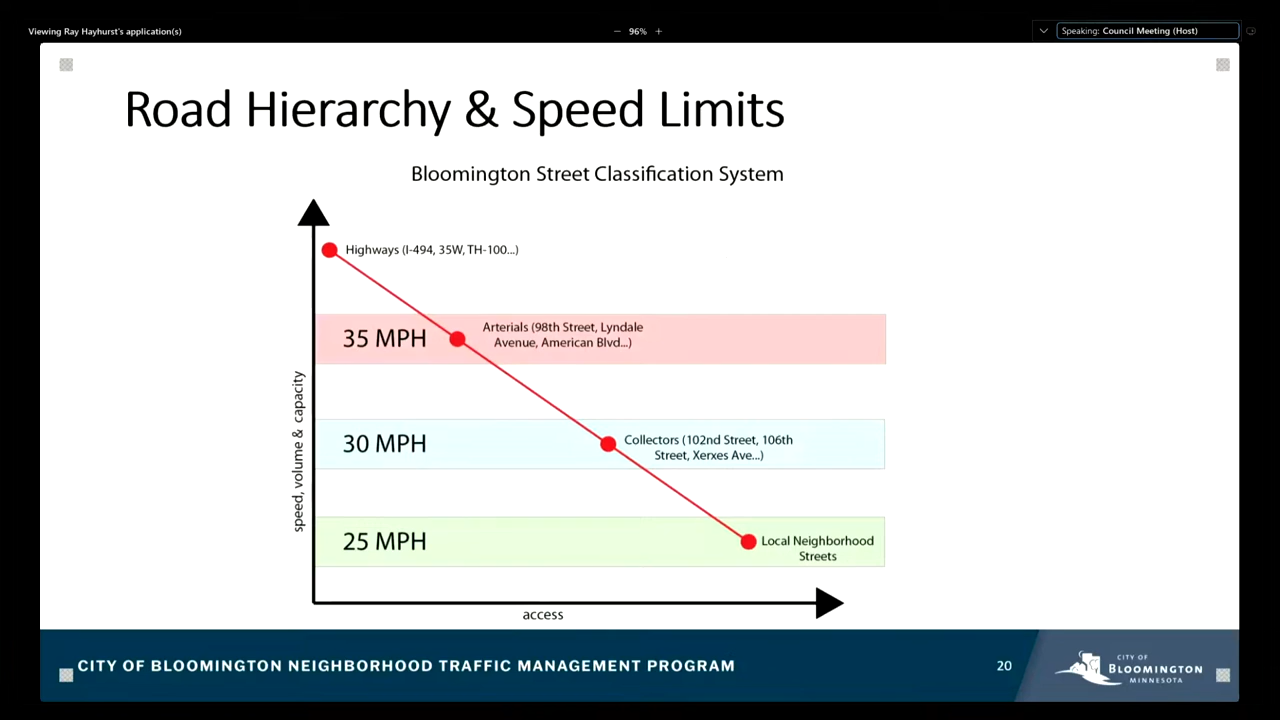 Viewing Ray Hayhurst's application(s)
96%
Speaking: Council Meeting (Host)
Road Hierarchy & Speed Limits
Bloomington Street Classification System
Highways (I-494, 35W, TH-100...)
35 MPH
Arterials (98th Street, Lyndale
Avenue, American Blvd...)
30 MPH
Collectors (102nd Street, 106th
Street, Xerxes Ave...)
25 MPH
Local Neighborhood
Streets
speed, volume & capacity
access
CITY OF BLOOMINGTON NEIGHBORHOOD TRAFFIC MANAGEMENT PROGRAM
20
CITY OF
BLOOMINGTON
MINNESOTA